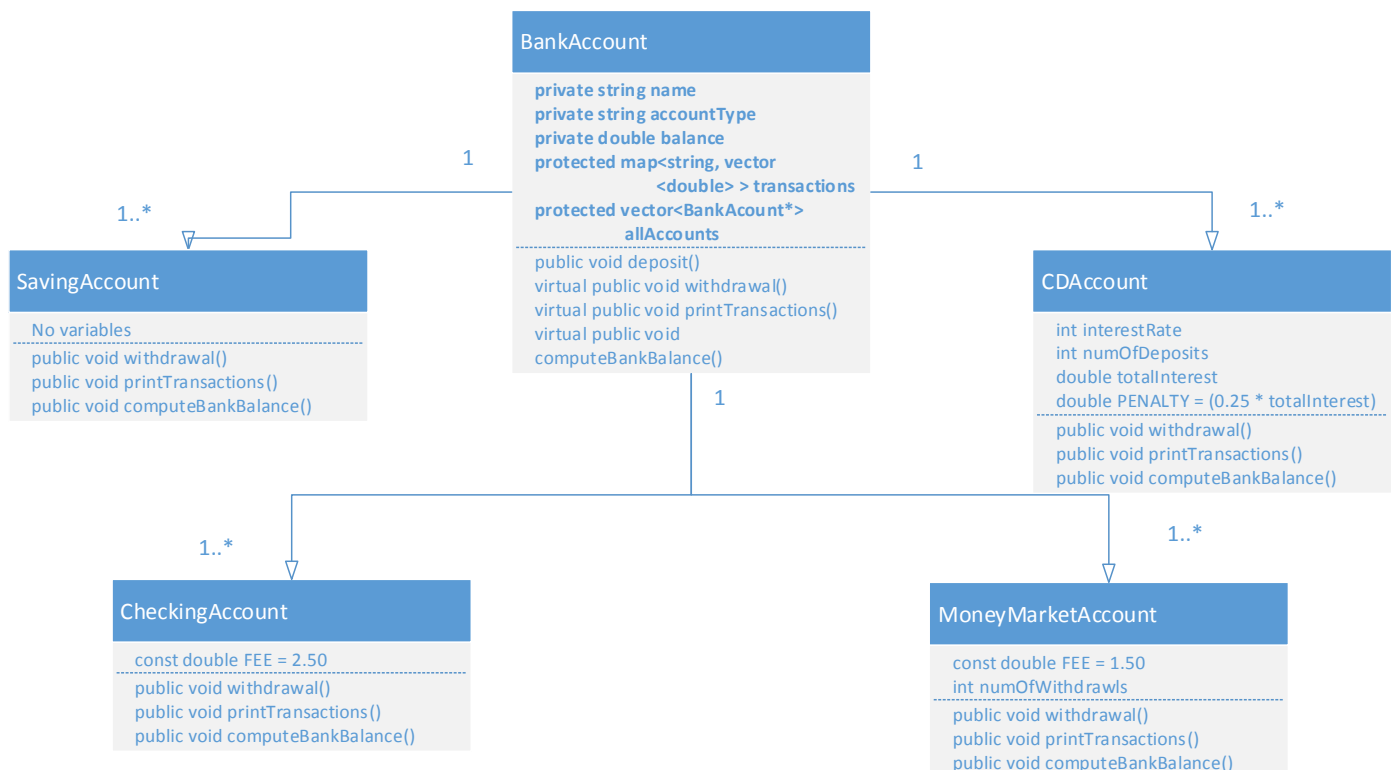 BankAccount
private string name
private string accountType
private double balance
protected map<string, vector
<double> > transactions
protected vector<BankAcount*>
allAccounts
public void deposit()
virtual public void withdrawal()
virtual public void printTransactions()
virtual public void
computeBankBalance()
1
1
1
1..*
1..*
SavingAccount
No variables
public void withdrawal()
public void printTransactions()
public void computeBankBalance()
CDAccount
int interestRate
int numOfDeposits
double totalInterest
double PENALTY = (0.25 * totalInterest)
public void withdrawal()
public void printTransactions()
public void computeBankBalance()
1..*
1..*
CheckingAccount
const double FEE = 2.50
public void withdrawal()
public void printTransactions()
public void computeBankBalance()
MoneyMarketAccount
const double FEE = 1.50
int numOfWithdrawls
public void withdrawal()
public void printTransactions()
public void computeBankBalance()